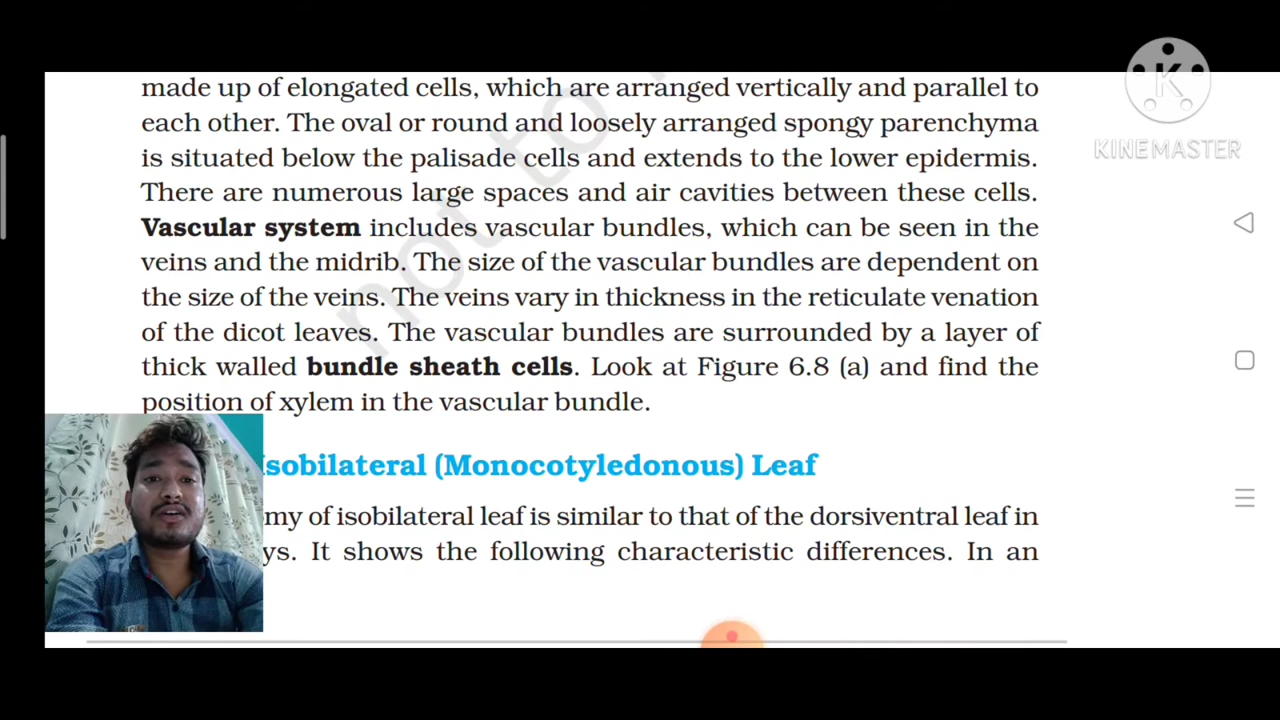 made up of elongated cells, which are arranged vertically and parallel to
each other. The oval or round and loosely arranged spongy parenchyma
is situated below the palisade cells and extends to the lower epidermis.
There are numerous large spaces and air cavities between these cells.
Vascular system includes vascular bundles, which can be seen in the
veins and the midrib. The size of the vascular bundles are dependent on
the size of the veins. The veins vary in thickness in the reticulate venation
of the dicot leaves. The vascular bundles are surrounded by a layer of
thick walled bundle sheath cells. Look at Figure 6.8 (a) and find the
position of xylem in the vascular bundle.
Isobilateral (Monocotyledonous) Leaf
my of isobilateral leaf is similar to that of the dorsiventral leaf in
ys. It shows the following characteristic differences. In an
not to
K
KINEMASTER